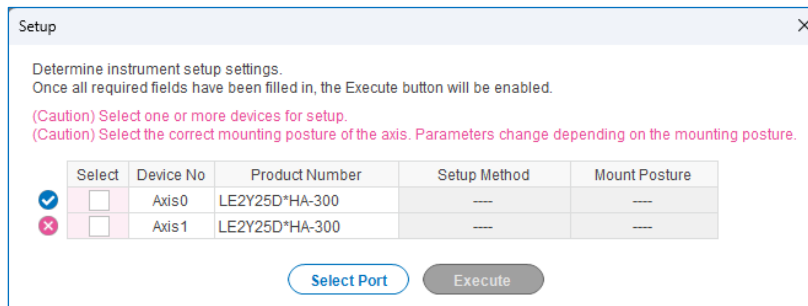 Setup
Determine instrument setup settings.
Once all required fields have been filled in, the Execute button will be enabled.
(Caution) Select one or more devices for setup.
(Caution) Select the correct mounting posture of the axis. Parameters change depending on the mounting posture.
Select Device No Product Number Setup Method Mount Posture
Axis0 LE2Y25D*HA-300 ---- ----
Axis1 LE2Y25D*HA-300 ---- ----
Select Port Execute